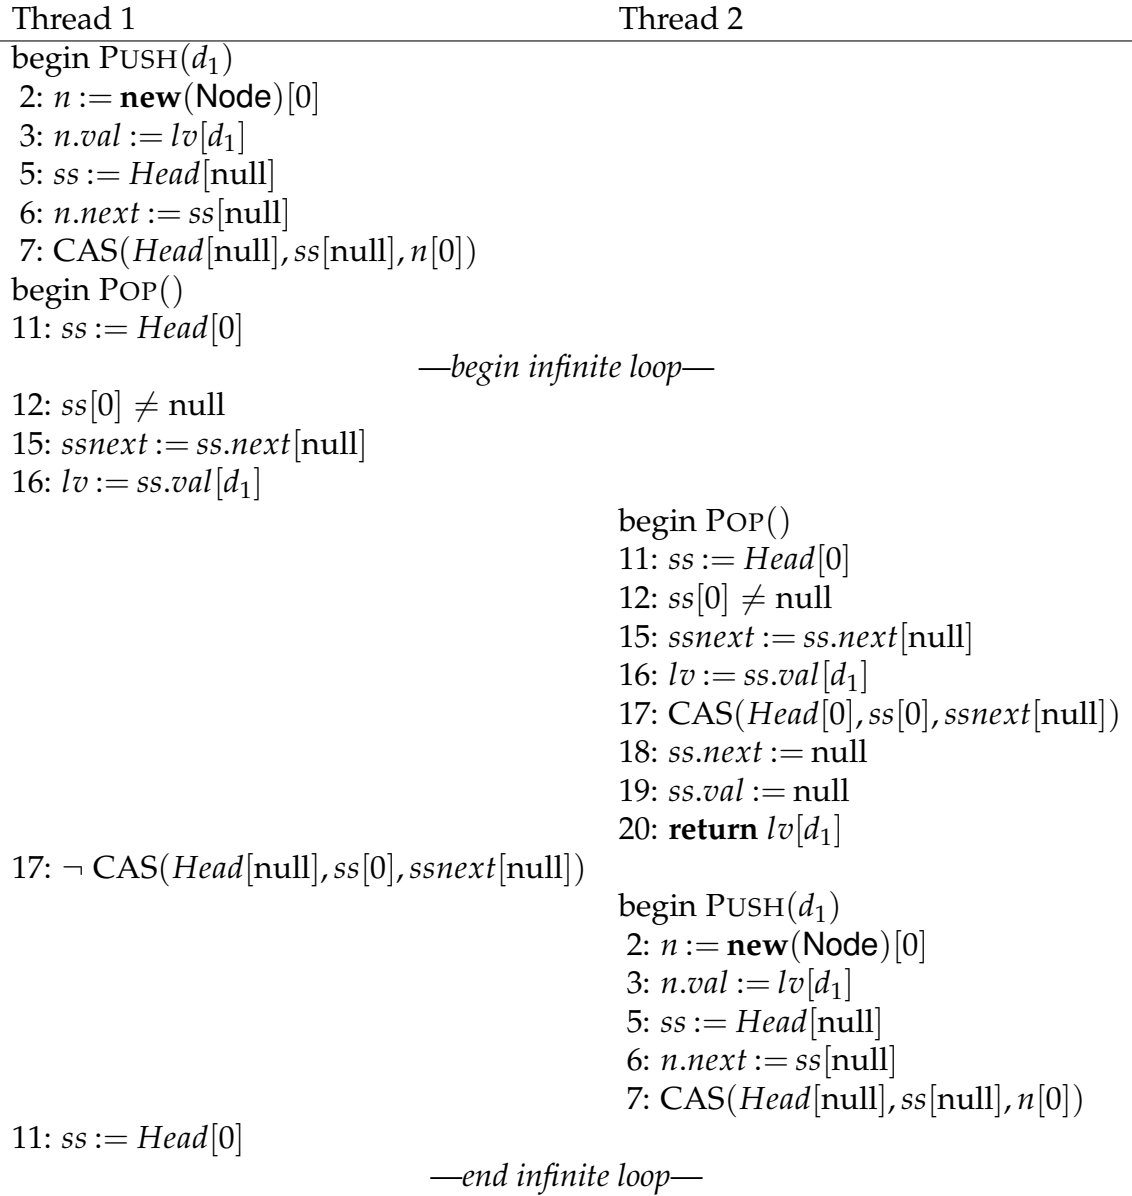 Thread 1 Thread 2
begin PUSH(d₁)
2: n := new(Node)[0]
3: n.val := lv[d₁]
5: ss := Head[null]
6: n.next := ss[null]
7: CAS(Head[null], ss[null], n[0])
begin POP()
11: ss := Head[0]
—begin infinite loop—
12: ss[0] ≠ null
15: ssnext := ss.next[null]
16: lv := ss.val[d₁]
begin POP()
11: ss := Head[0]
12: ss[0] ≠ null
15: ssnext := ss.next[null]
16: lv := ss.val[d₁]
17: CAS(Head[0], ss[0], ssnext[null])
18: ss.next := null
19: ss.val := null
20: return lv[d₁]
17: ¬ CAS(Head[null], ss[0], ssnext[null])
begin PUSH(d₁)
2: n := new(Node)[0]
3: n.val := lv[d₁]
5: ss := Head[null]
6: n.next := ss[null]
7: CAS(Head[null], ss[null], n[0])
11: ss := Head[0]
—end infinite loop—